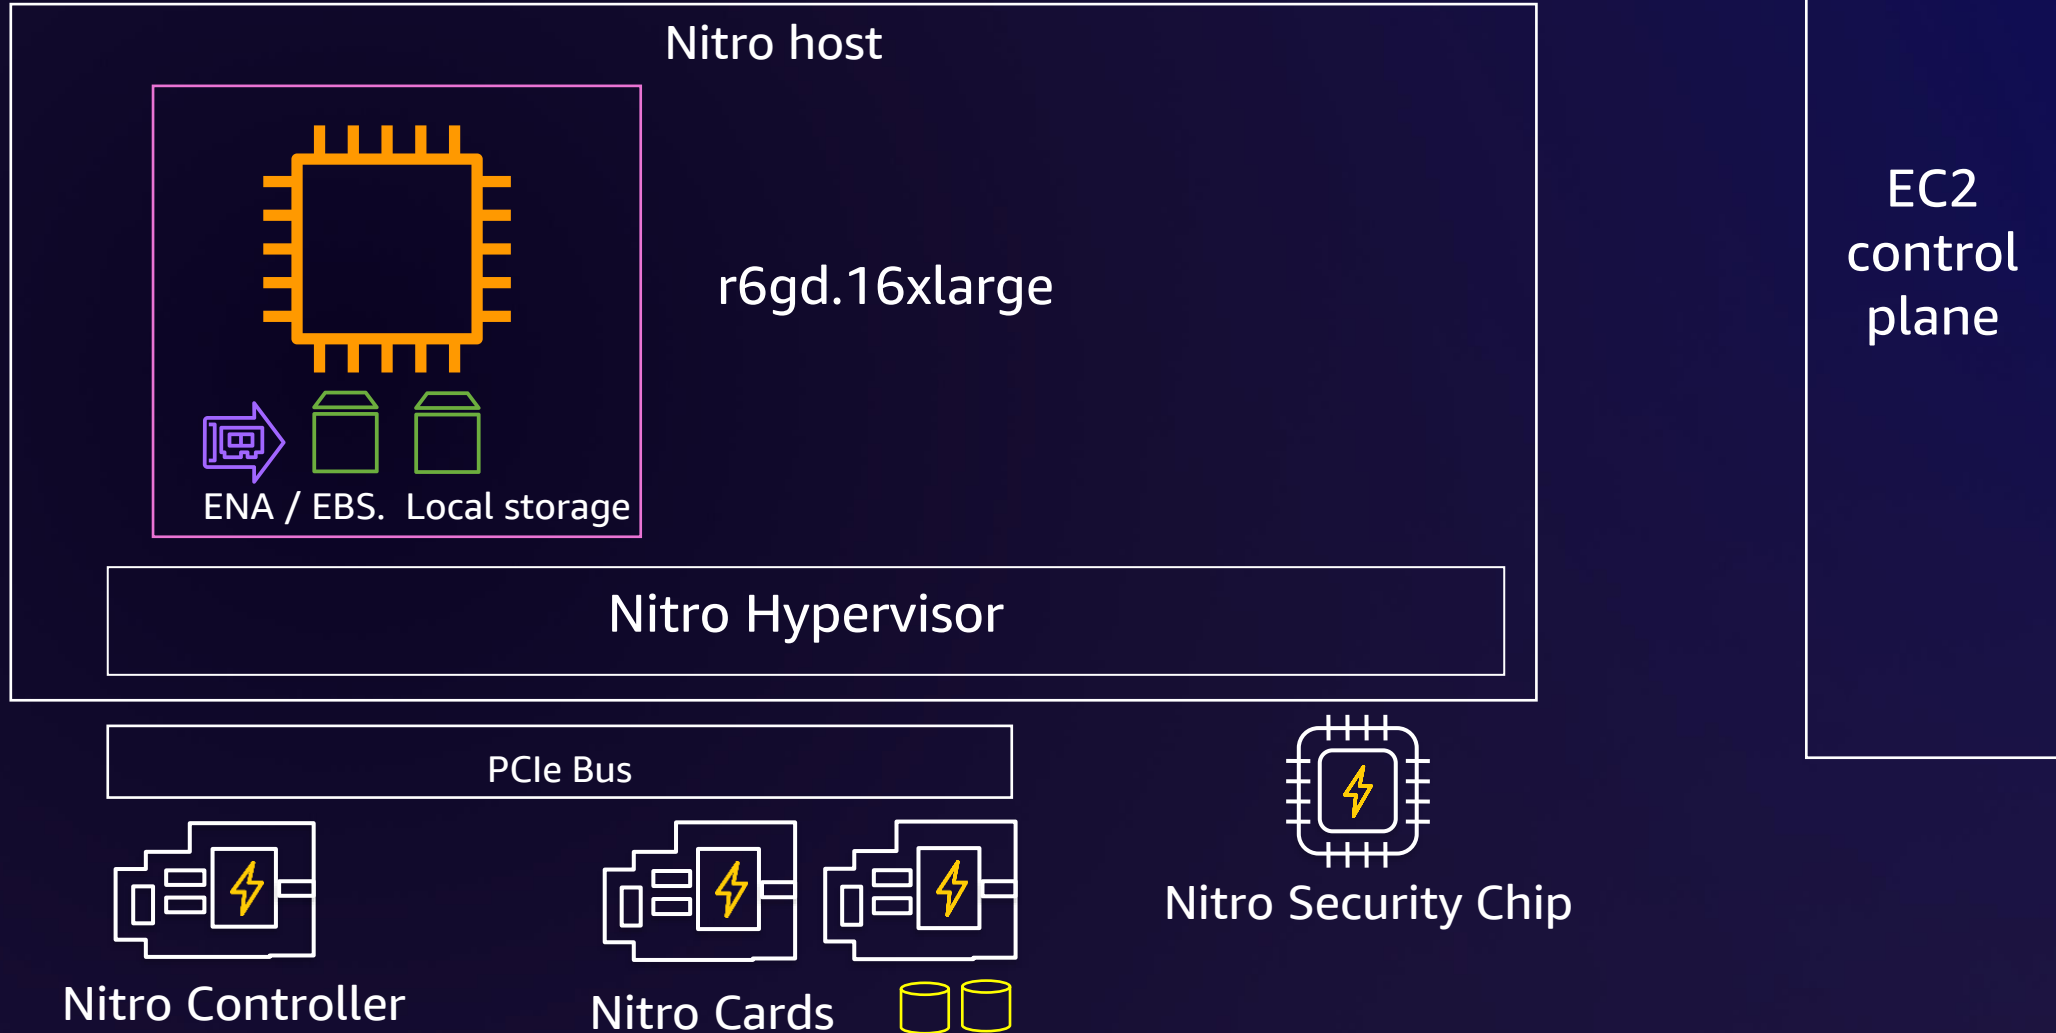 Nitro host
r6gd.16xlarge
ENA / EBS. Local storage
Nitro Hypervisor
EC2
control
plane
PCIe Bus
Nitro Controller
Nitro Cards
Nitro Security Chip